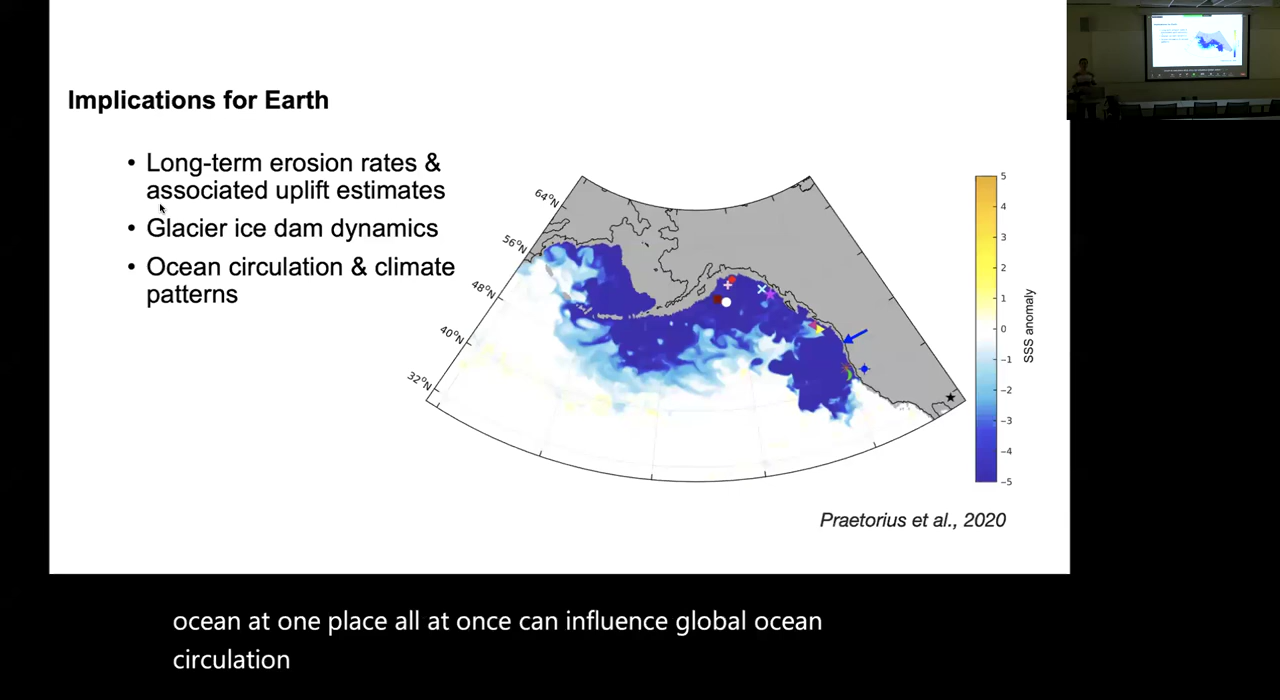 Implications for Earth
• Long-term erosion rates &
associated uplift estimates
• Glacier ice dam dynamics
• Ocean circulation & climate
patterns
64°N
56°N
48°N
40°N
32°N
5
4
3
2
1
0
−1
−2
−3
−4
−5
SSS anomaly
Praetorius et al., 2020
ocean at one place all at once can influence global ocean
circulation